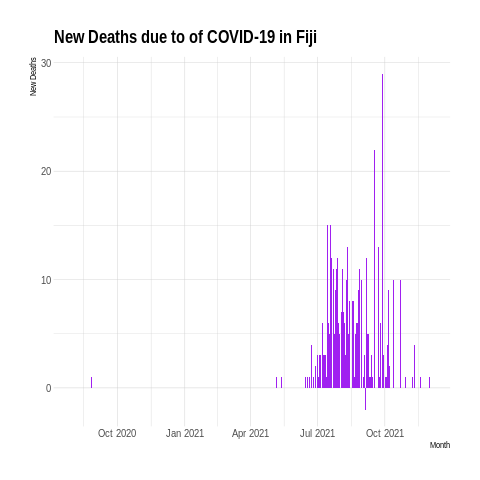 New Deaths due to of COVID-19 in Fiji
New Deaths
30
20
10
0
Oct 2020 Jan 2021 Apr 2021 Jul 2021 Oct 2021
Month